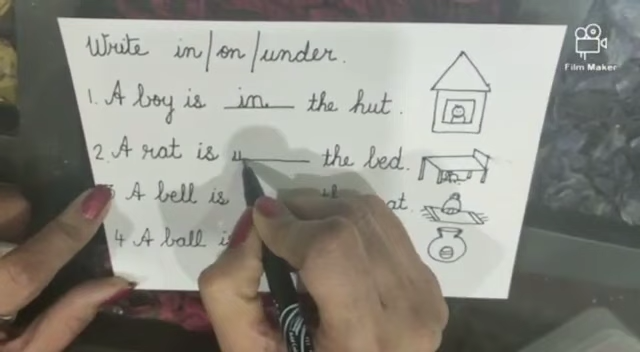 Write in/on/under.
1. A boy is in the hut.
2. A rat is u the bed.
A bell is at.
4 A ball i
Film Maker